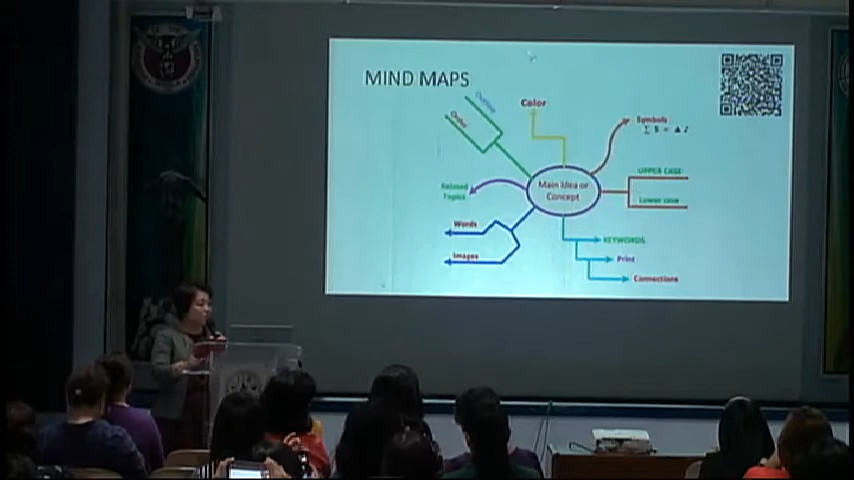 MIND MAPS
Outline
Order
Color
Symbols
Σ $ = ▲ ♪
Related
Topics
Main Idea or
Concept
UPPER CASE
Lower case
Words
Images
KEYWORDS
Print
Connections